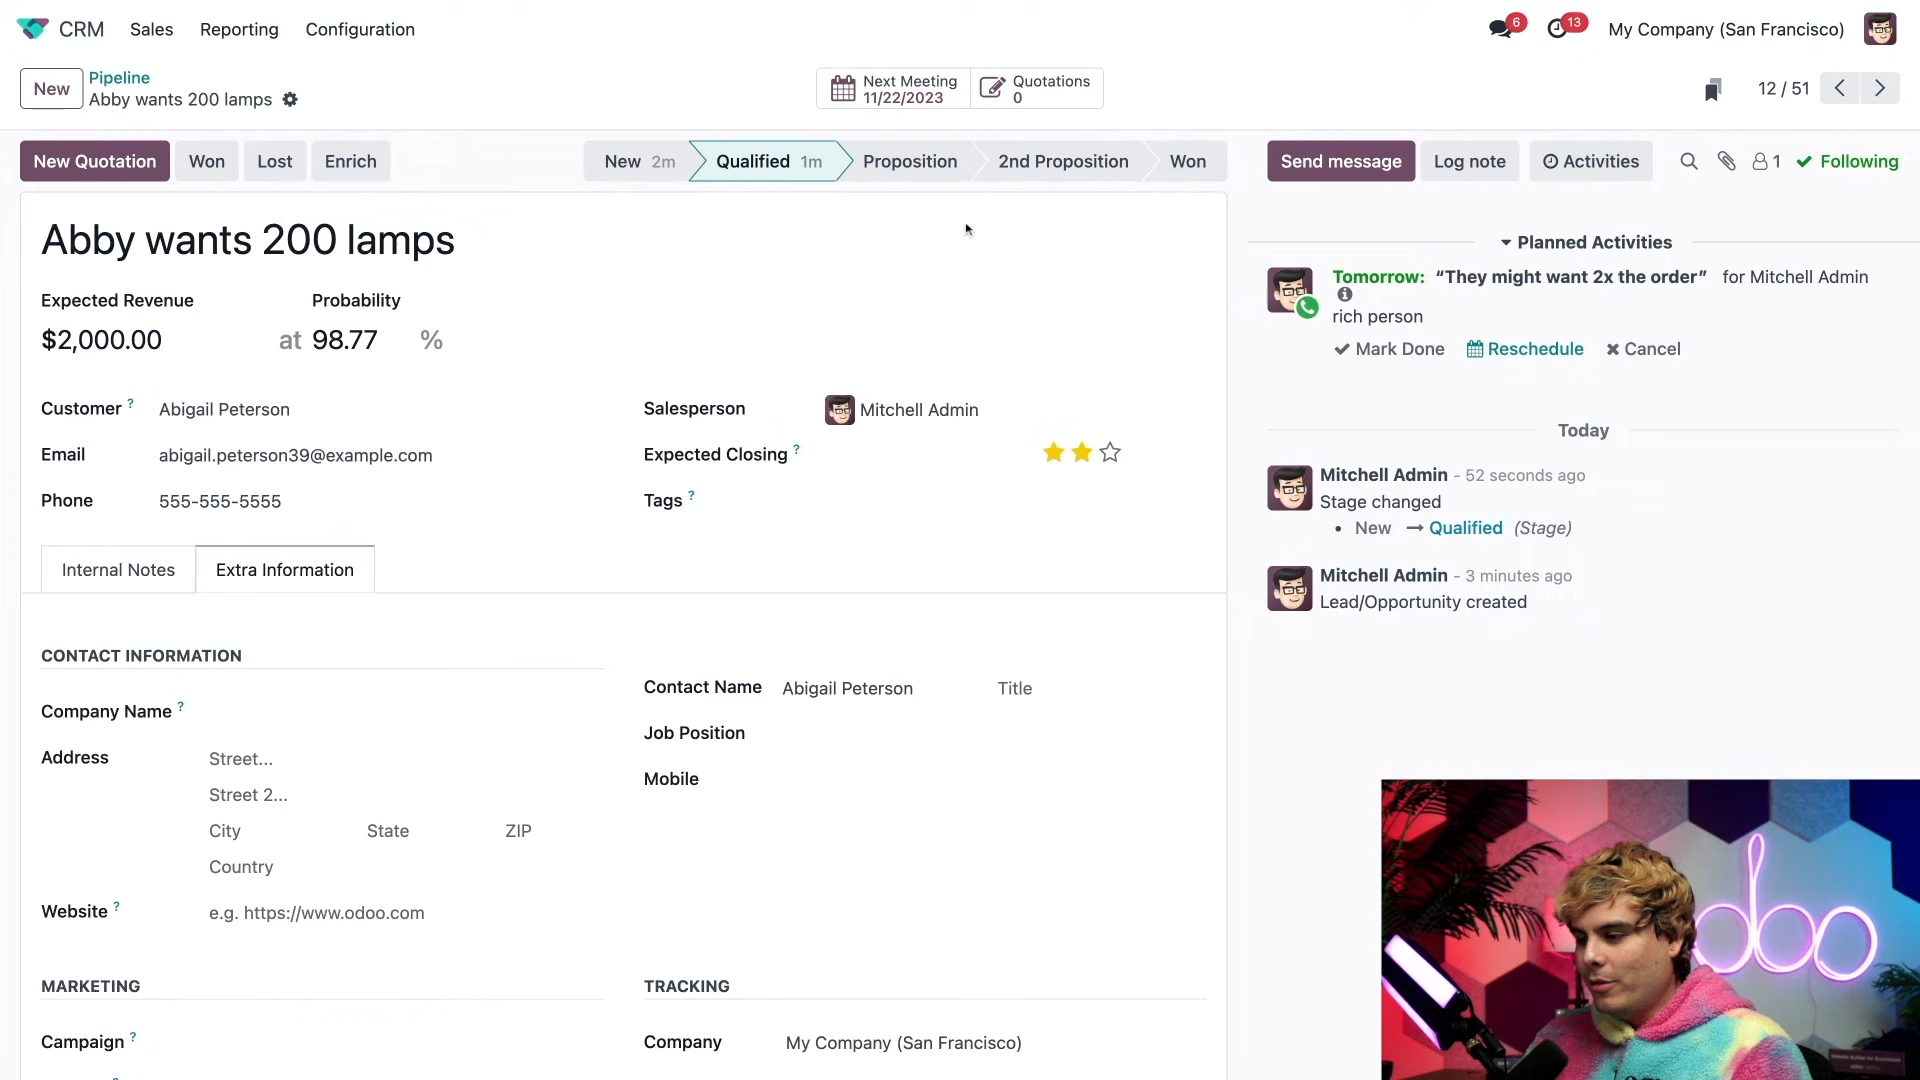 CRM Sales Reporting Configuration 6 13 My Company (San Francisco)
New Pipeline
Abby wants 200 lamps
Next Meeting
11/22/2023
Quotations
0
12 / 51
New Quotation Won Lost Enrich
New 2m Qualified 1m Proposition 2nd Proposition Won
Send message Log note Activities 1 Following
Abby wants 200 lamps
Expected Revenue Probability
$2,000.00 at 98.77 %
Customer ? Abigail Peterson
Email abigail.peterson39@example.com
Phone 555-555-5555
Salesperson Mitchell Admin
Expected Closing ?
Tags ?
Internal Notes Extra Information
CONTACT INFORMATION
Company Name ?
Address Street...
Street 2...
City State ZIP
Country
Website ? e.g. https://www.odoo.com
Contact Name Abigail Peterson Title
Job Position
Mobile
MARKETING
Campaign ?
TRACKING
Company My Company (San Francisco)
Planned Activities
Tomorrow: “They might want 2x the order” for Mitchell Admin
rich person
Mark Done Reschedule Cancel
Today
Mitchell Admin - 52 seconds ago
Stage changed
• New → Qualified (Stage)
Mitchell Admin - 3 minutes ago
Lead/Opportunity created